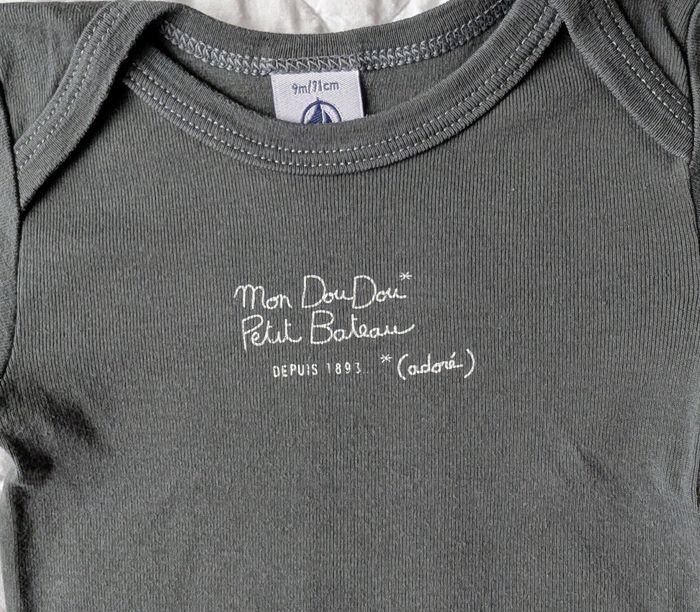 9m/71cm
Mon DouDou*
Petit Bateau
DEPUIS 1893. *(adoré)